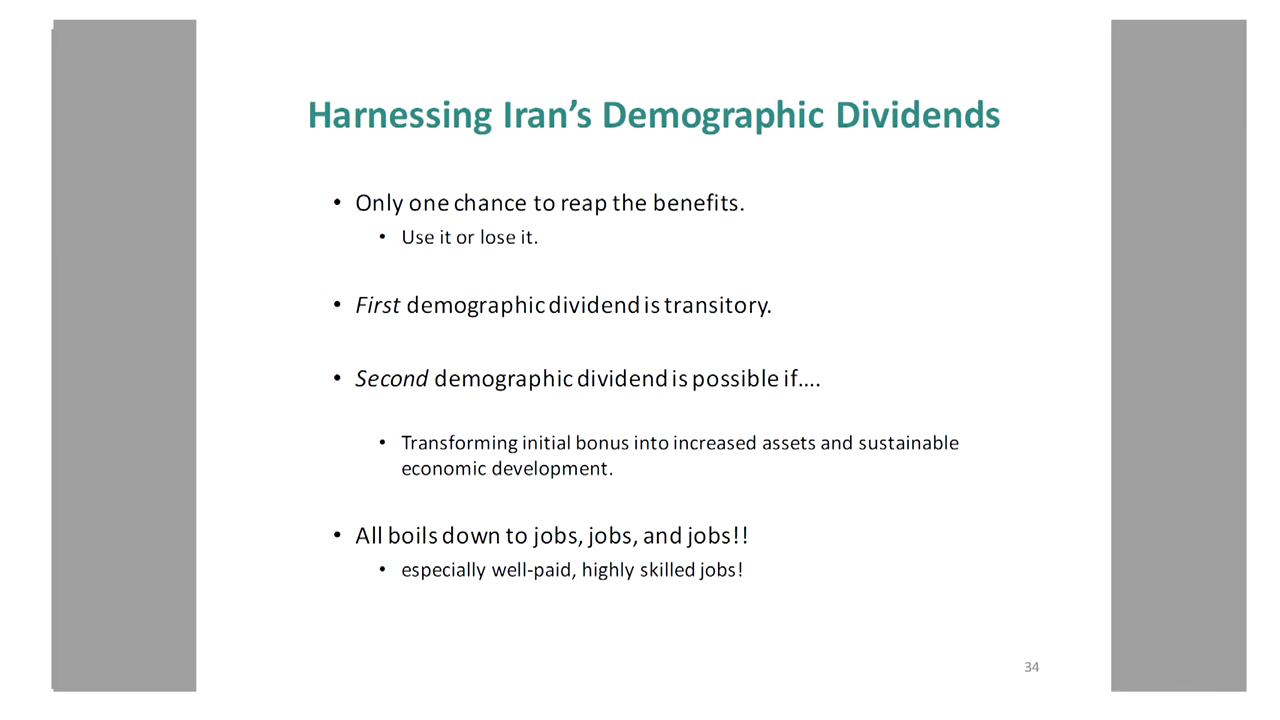 Harnessing Iran’s Demographic Dividends
• Only one chance to reap the benefits.
• Use it or lose it.
• First demographic dividend is transitory.
• Second demographic dividend is possible if….
• Transforming initial bonus into increased assets and sustainable
economic development.
• All boils down to jobs, jobs, and jobs!!
• especially well-paid, highly skilled jobs!
34